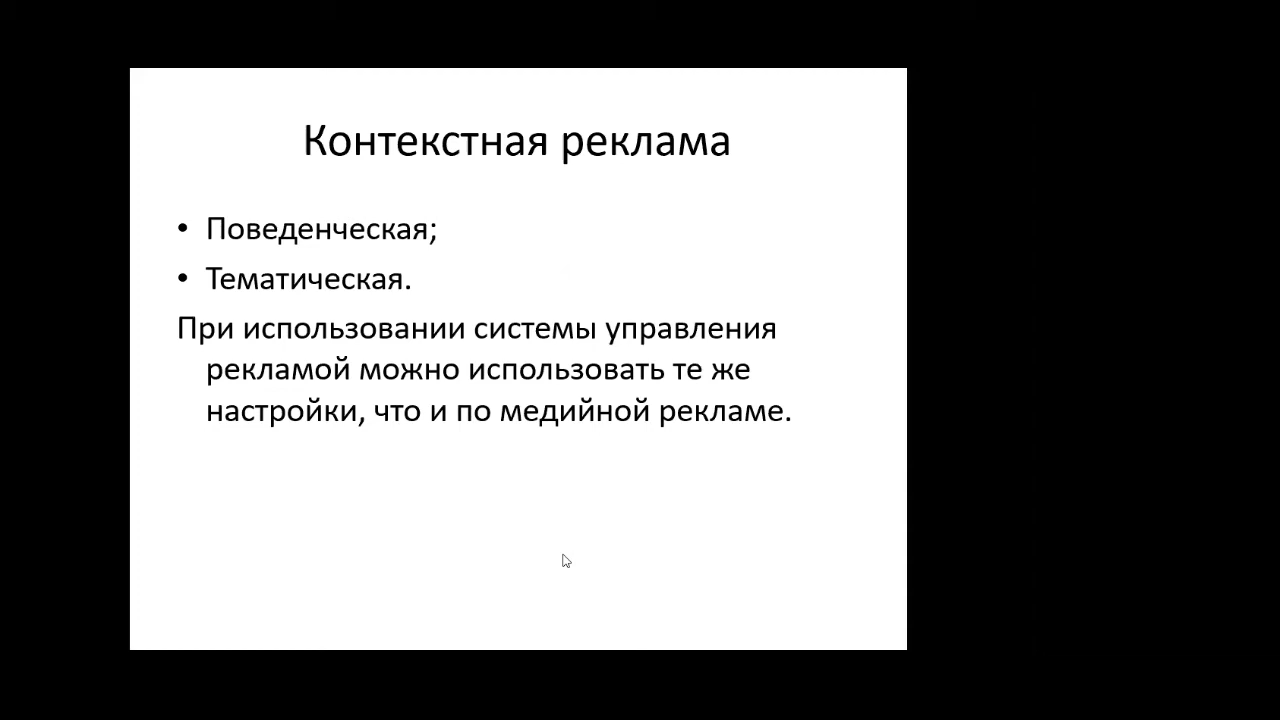 Контекстная реклама
• Поведенческая;
• Тематическая.
При использовании системы управления
рекламой можно использовать те же
настройки, что и по медийной рекламе.